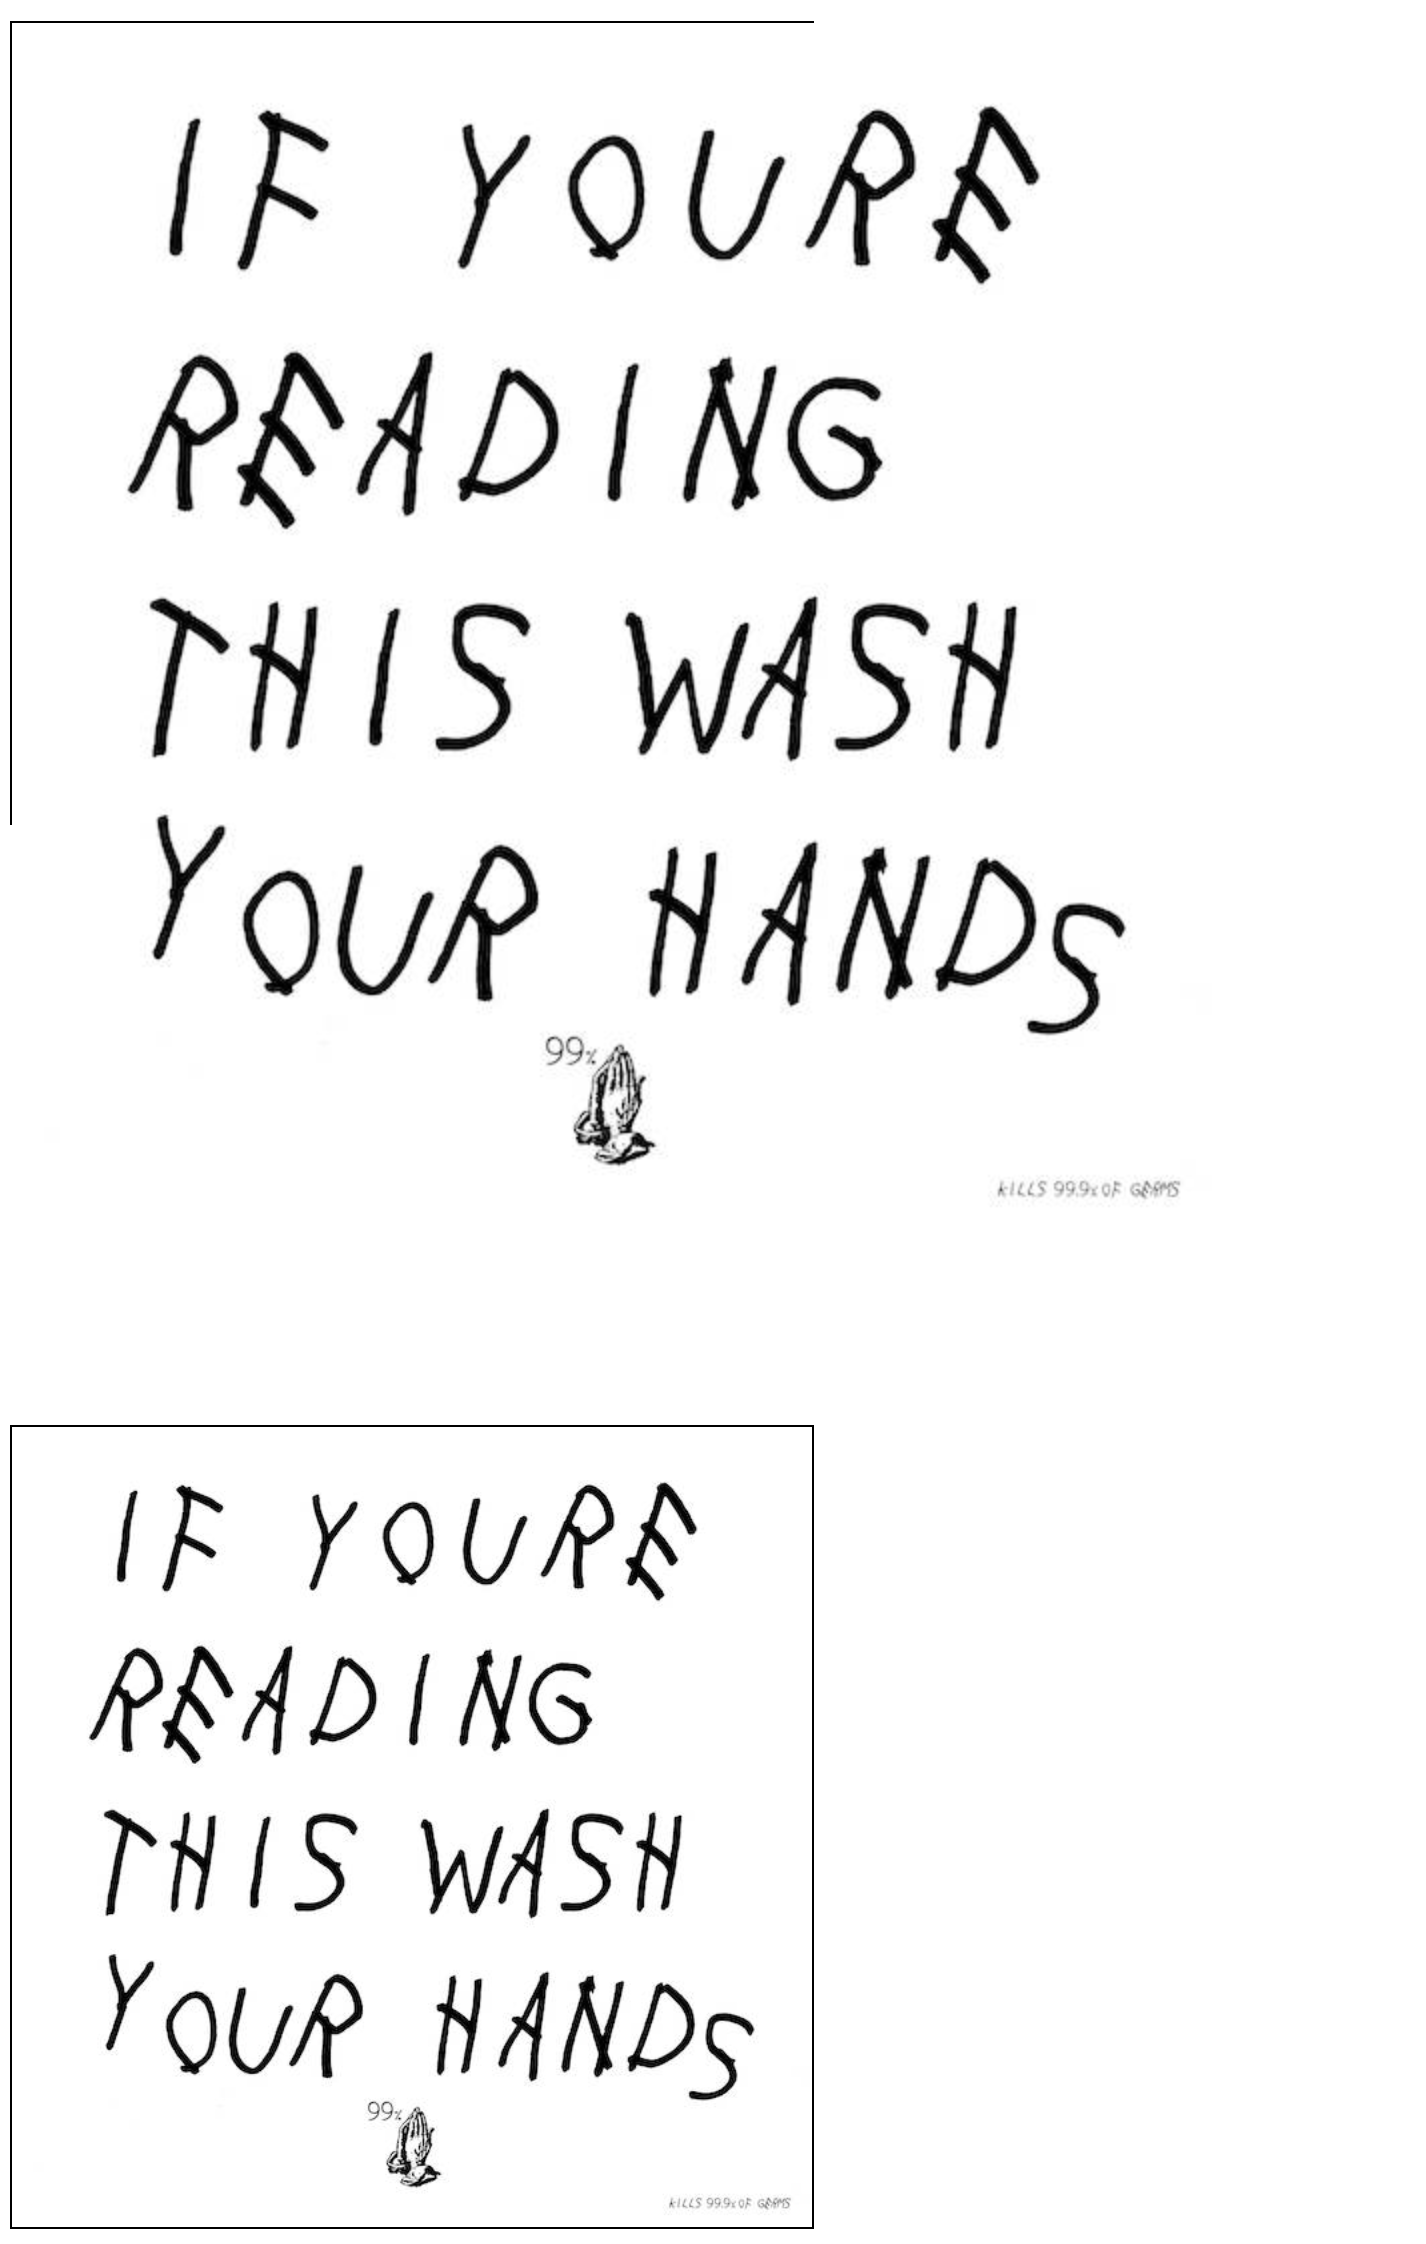 IF YOURE
READING
THIS WASH
YOUR HANDS
99%
KILLS 99.9% OF GERMS
IF YOURE
READING
THIS WASH
YOUR HANDS
99%
KILLS 99.9% OF GERMS